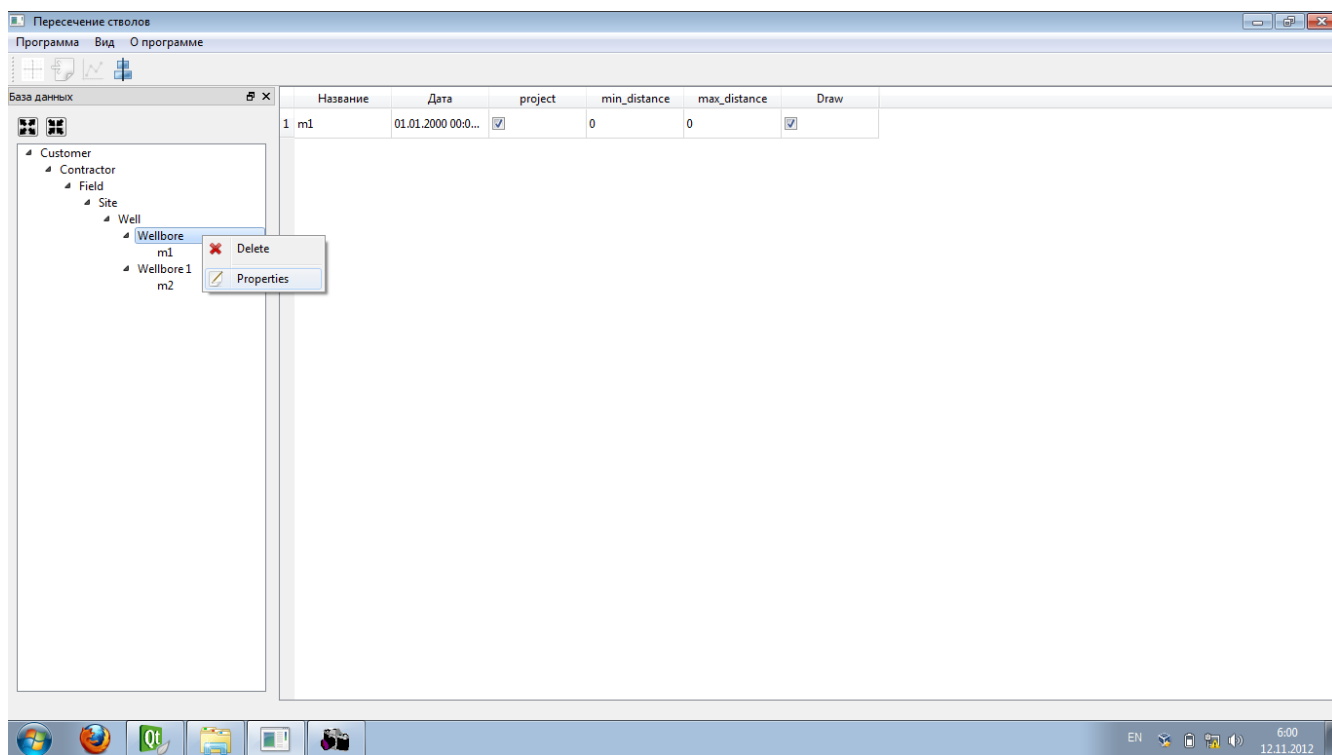 Пересечение стволов
Программа Вид О программе
База данных
Название Дата project min_distance max_distance Draw
1 m1 01.01.2000 00:0... 0 0
Customer
Contractor
Field
Site
Well
Wellbore
m1
Wellbore 1
m2
Delete
Properties
Qt
EN
6:00
12.11.2012